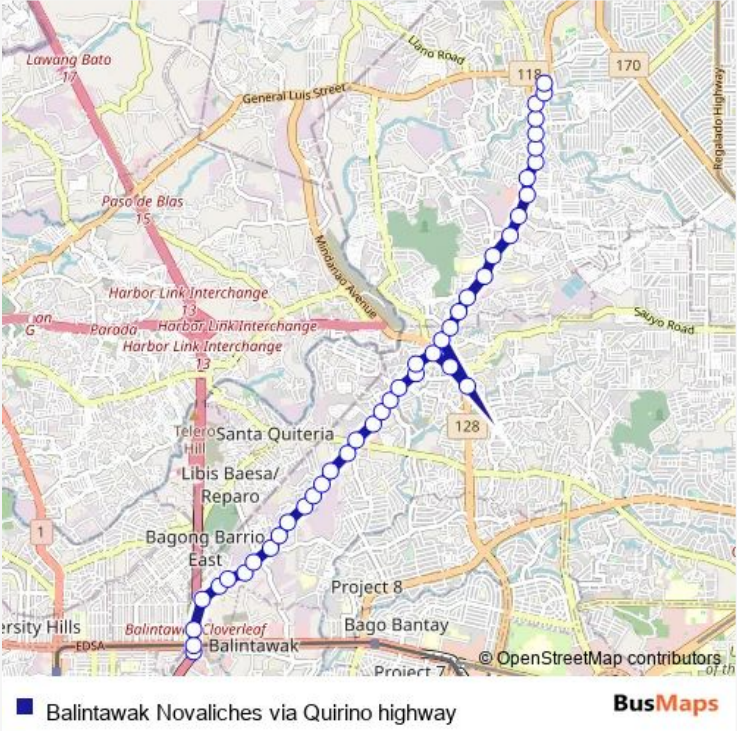 Llano Road
Lawang Bato
17
118
170
General Luis Street
Regalado Highway
Paso de Blas
15
Mindanao Avenue
Harbor Link Interchange
13
an
G
Parada
Harbor Link Interchange
Harbor Link Interchange
13
Sauyo Road
128
Telero
Hill
Santa Quiteria
Libis Baesa/
Reparo
1
Bagong Barrio
East
Project 8
ersity Hills
Balintawak Cloverleaf
Bago Bantay
EDSA
Balintawak
© OpenStreetMap contributors
Project 7
of th
Balintawak Novaliches via Quirino highway
BusMaps